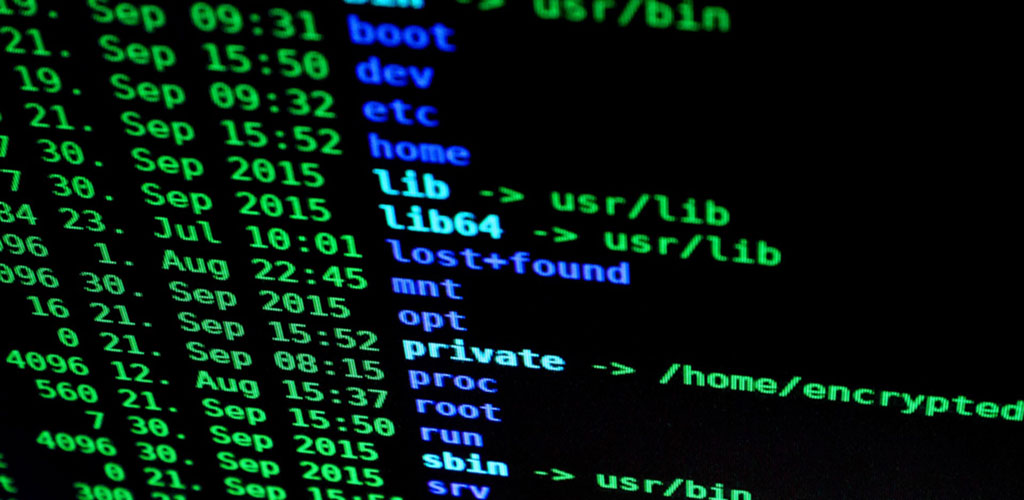 bin -> usr/bin
19. Sep 09:31 boot
21. Sep 15:50 dev
19. Sep 09:32 etc
21. Sep 15:52 home
7 30. Sep 2015 lib -> usr/lib
7 30. Sep 2015 lib64 -> usr/lib
84 23. Jul 10:01 lost+found
096 1. Aug 22:45 mnt
096 30. Sep 2015 opt
16 21. Sep 15:52 private -> /home/encrypted
0 21. Sep 08:15 proc
4096 12. Aug 15:37 root
560 21. Sep 15:50 run
7 30. Sep 2015 sbin -> usr/bin
4096 30. Sep 2015 srv
0 21. Sep 15:5
t 300 21.